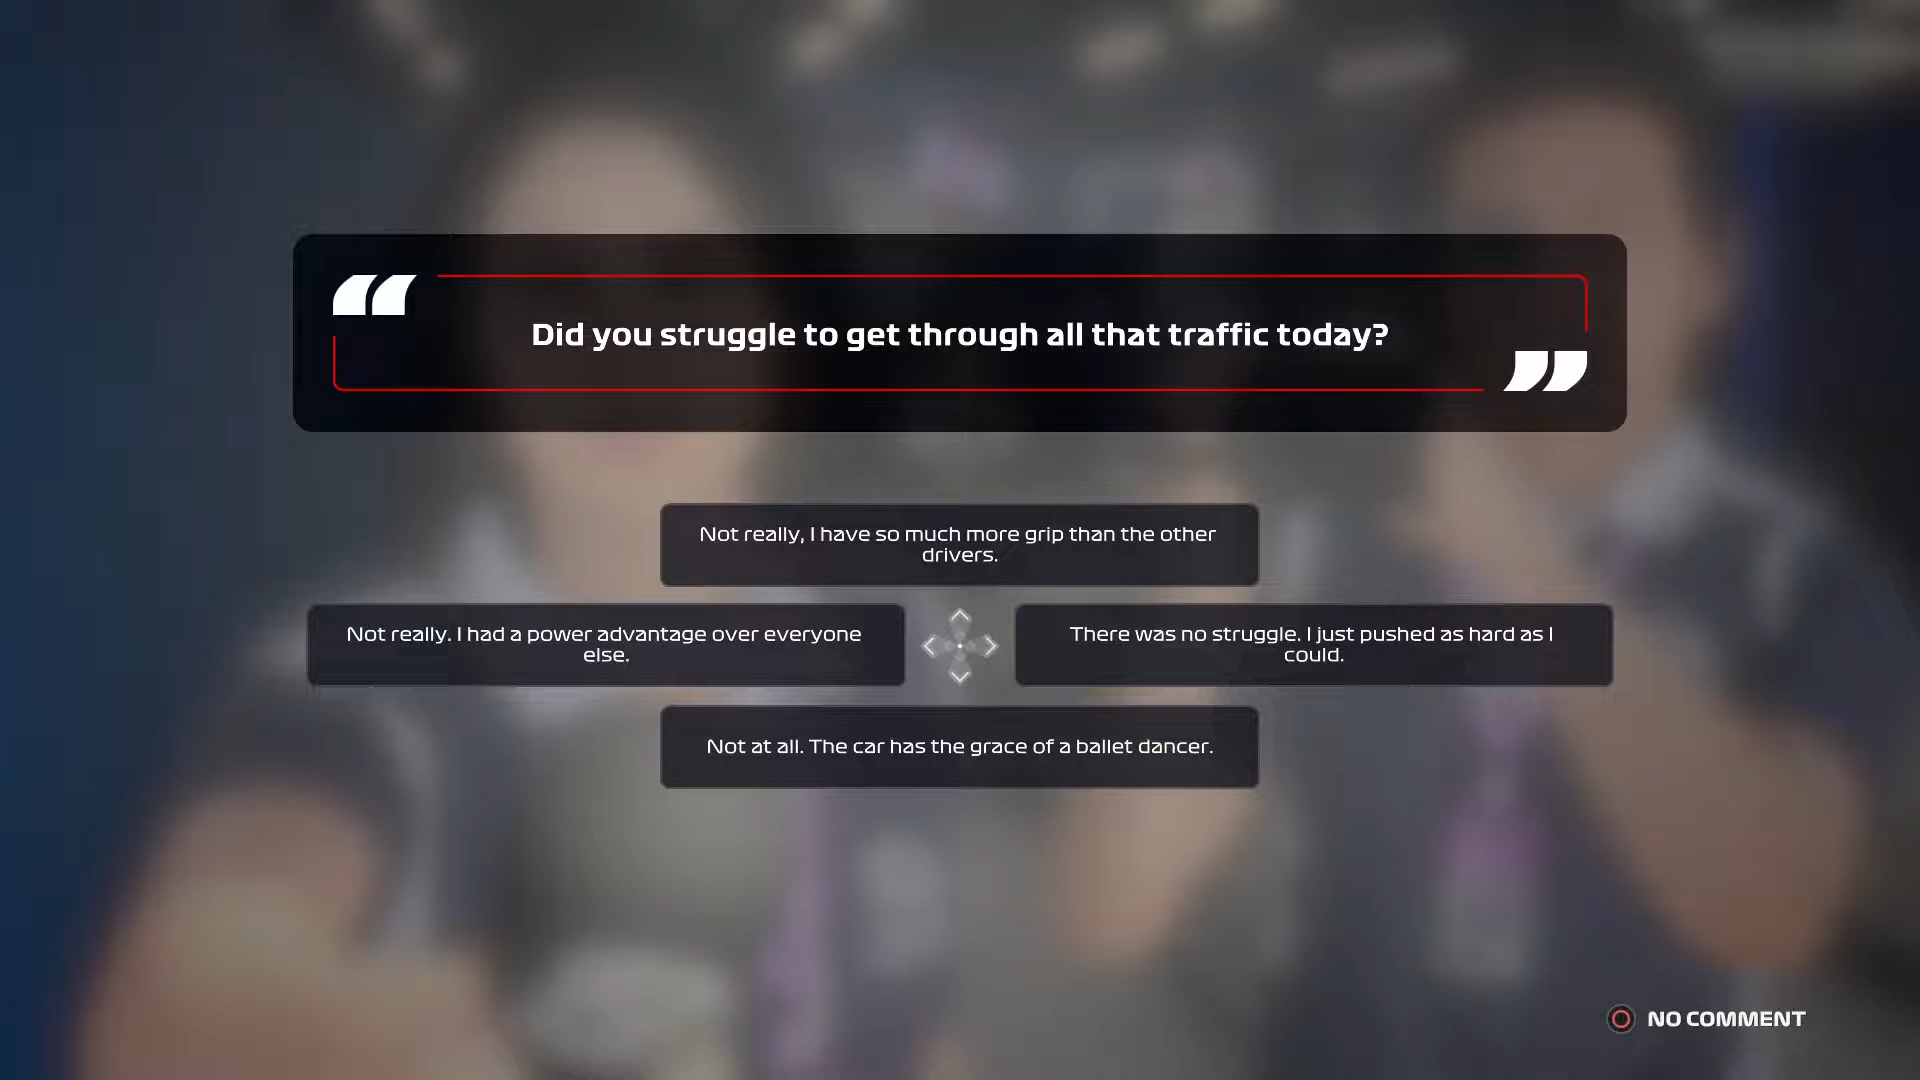 Did you struggle to get through all that traffic today?
Not really, I have so much more grip than the other
drivers.
Not really. I had a power advantage over everyone
else.
There was no struggle. I just pushed as hard as I
could.
Not at all. The car has the grace of a ballet dancer.
NO COMMENT